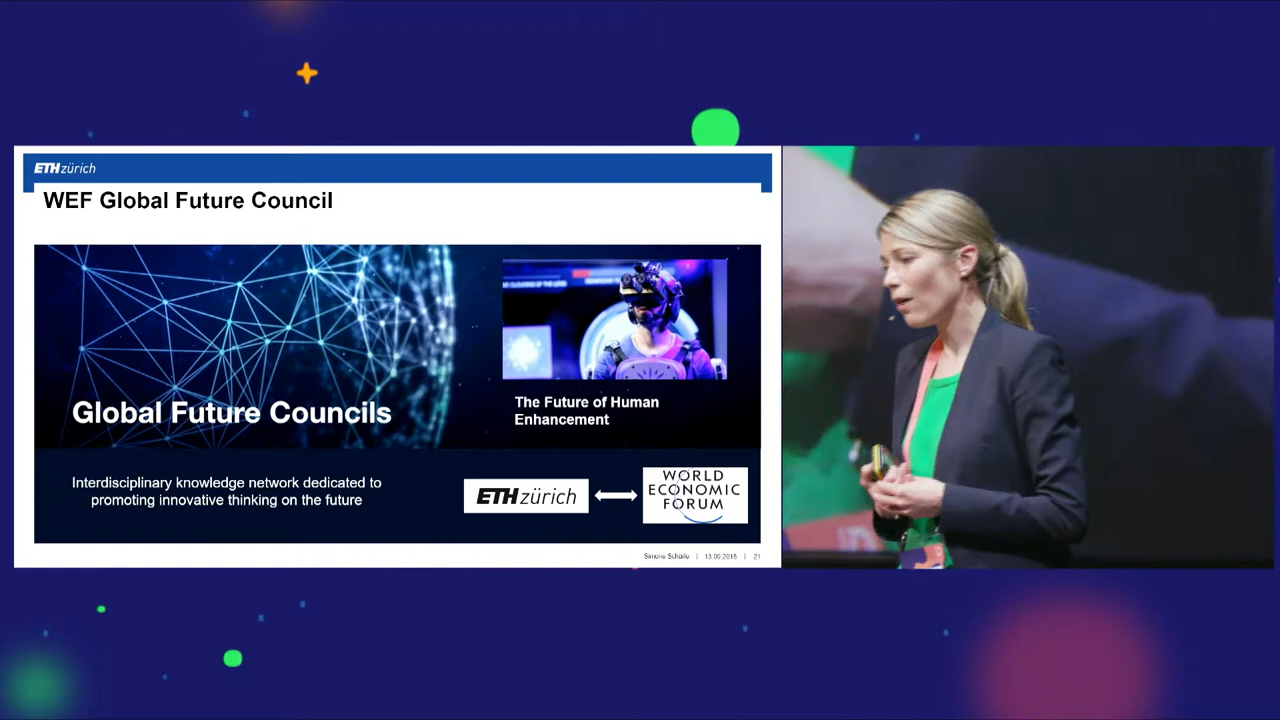 ETH zürich
WEF Global Future Council
Global Future Councils
The Future of Human
Enhancement
Interdisciplinary knowledge network dedicated to
promoting innovative thinking on the future
ETH zürich
WORLD
ECONOMIC
FORUM
Simone Schürle | 13.09.2018 | 21